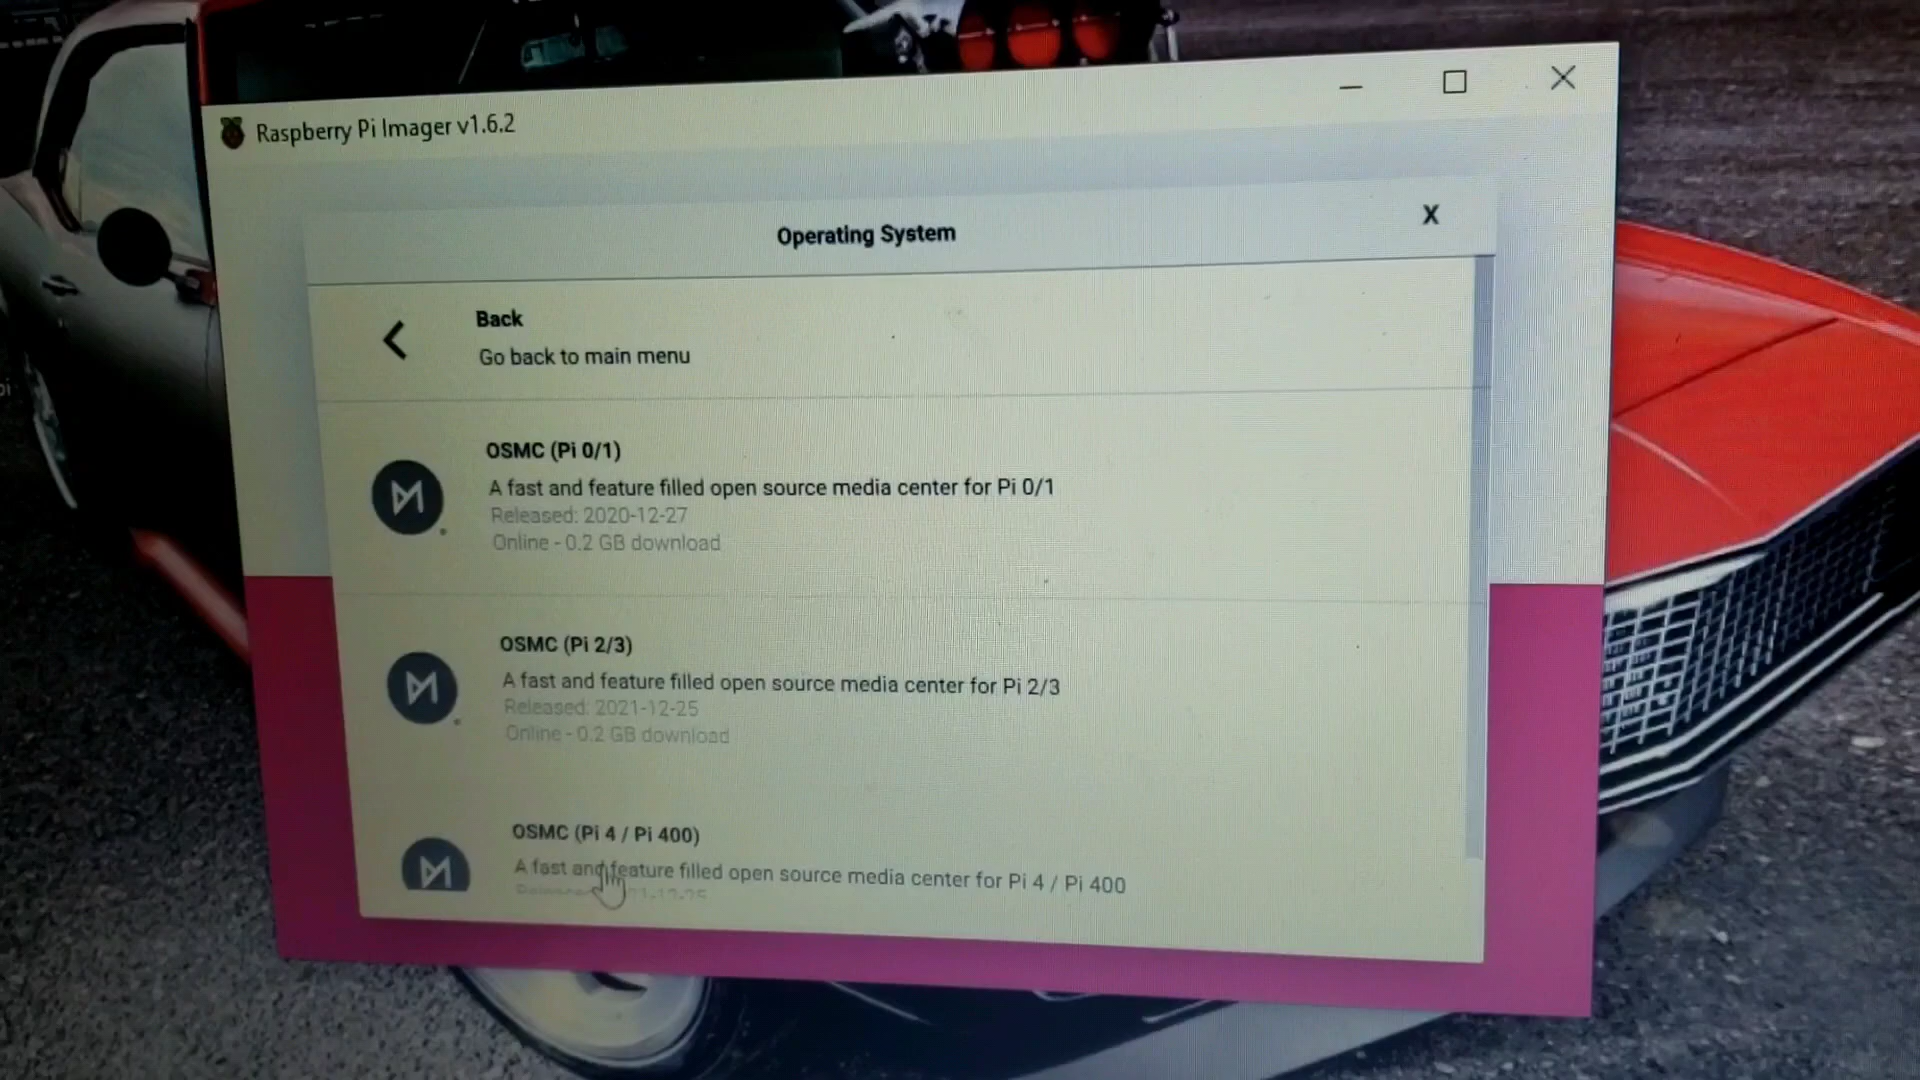 Raspberry Pi Imager v1.6.2
Operating System
X
Back
Go back to main menu
OSMC (Pi 0/1)
A fast and feature filled open source media center for Pi 0/1
Released: 2020-12-27
Online - 0.2 GB download
OSMC (Pi 2/3)
A fast and feature filled open source media center for Pi 2/3
Released: 2021-12-25
Online - 0.2 GB download
OSMC (Pi 4 / Pi 400)
A fast and feature filled open source media center for Pi 4 / Pi 400